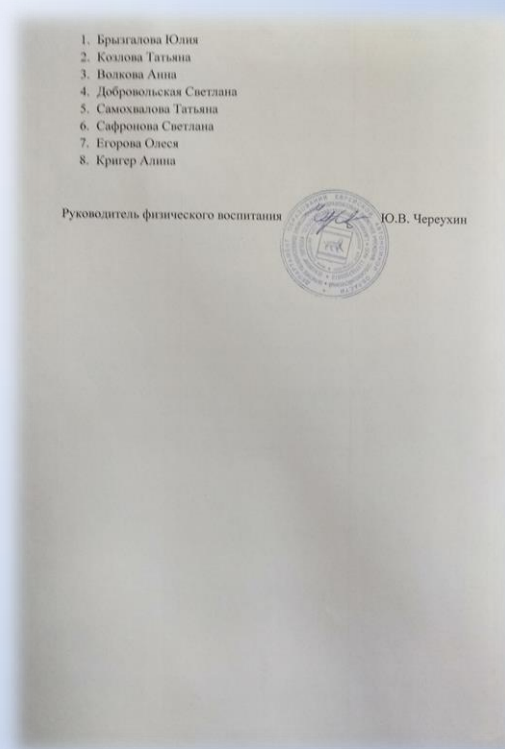 1. Брызгалова Юлия
2. Козлова Татьяна
3. Волкова Анна
4. Добровольская Светлана
5. Самохвалова Татьяна
6. Сафронова Светлана
7. Егорова Олеся
8. Кригер Алина
Руководитель физического воспитания Ю.В. Череухин